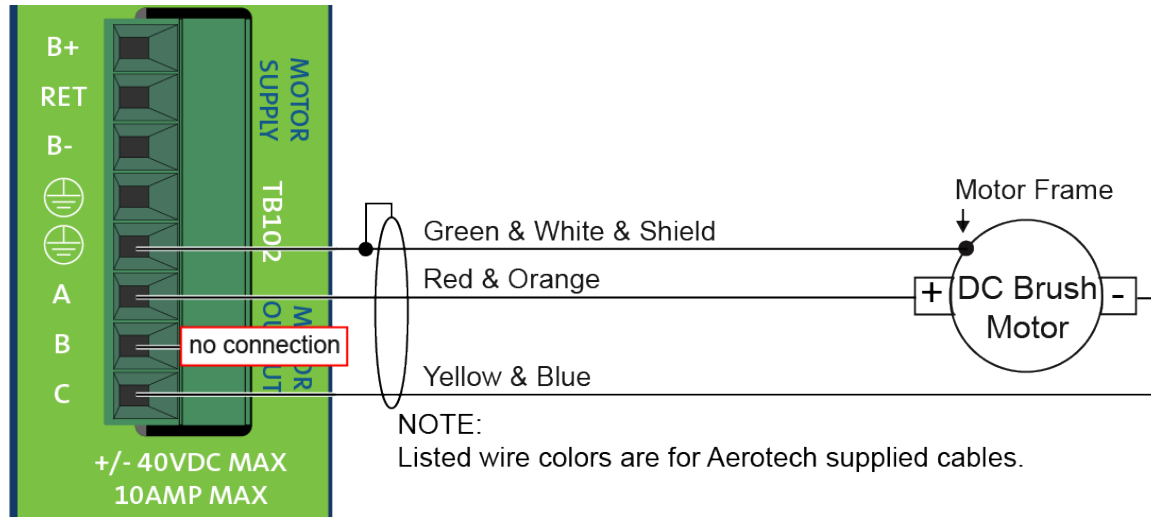 B+
RET
B-
A
B
C
MOTOR
SUPPLY
TB102
no connection
+/- 40VDC MAX
10AMP MAX
Green & White & Shield
Red & Orange
Yellow & Blue
Motor Frame
+
DC Brush
Motor
-
NOTE:
Listed wire colors are for Aerotech supplied cables.